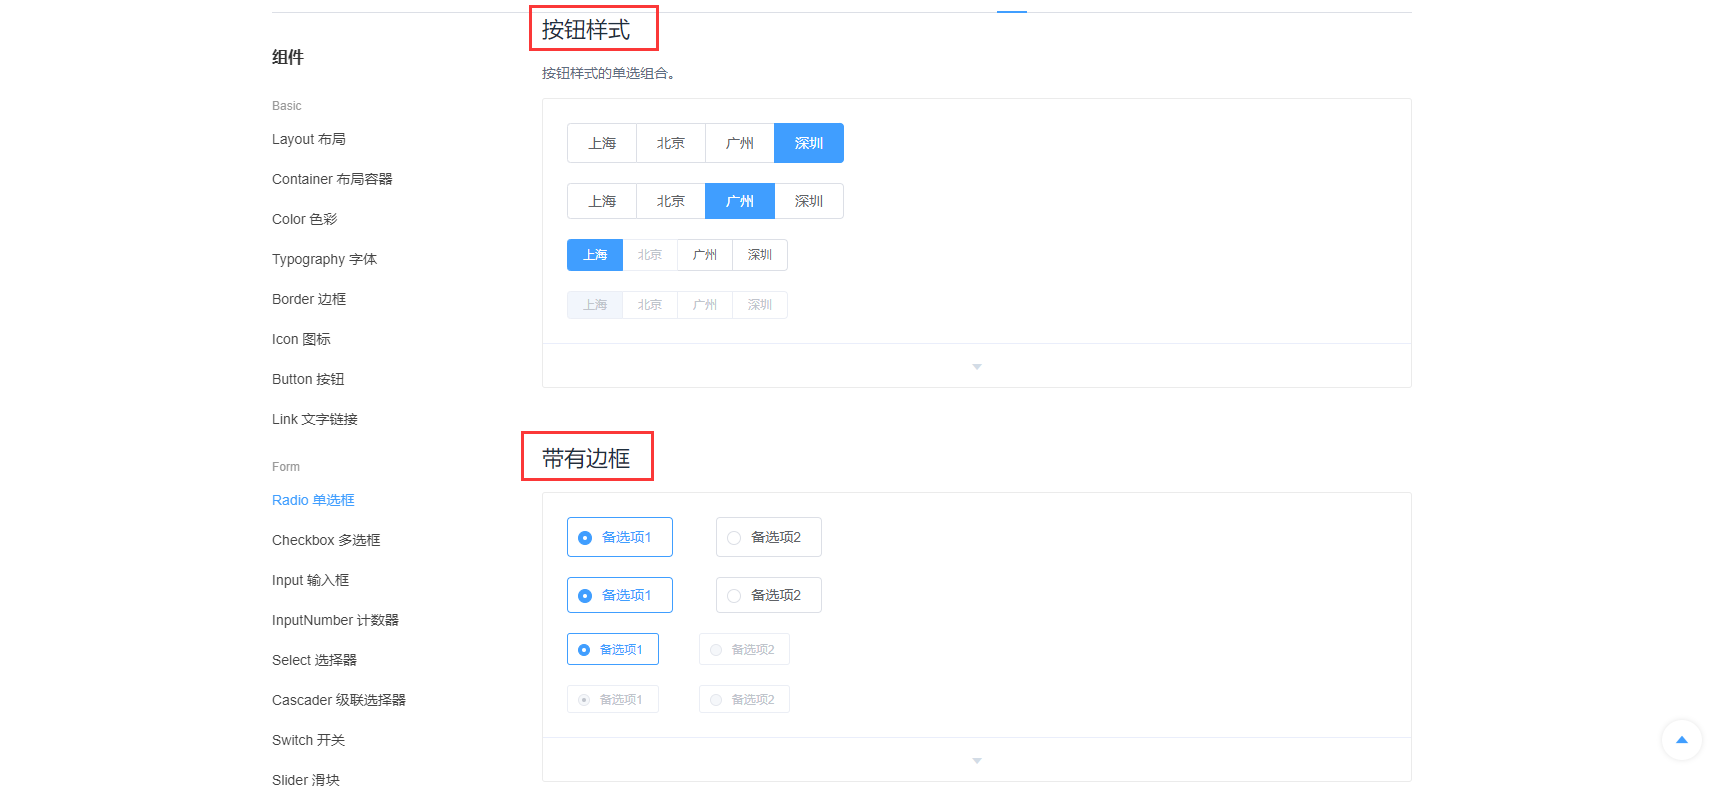 组件
Basic
Layout 布局
Container 布局容器
Color 色彩
Typography 字体
Border 边框
Icon 图标
Button 按钮
Link 文字链接
Form
Radio 单选框
Checkbox 多选框
Input 输入框
InputNumber 计数器
Select 选择器
Cascader 级联选择器
Switch 开关
Slider 滑块
按钮样式
按钮样式的单选组合。
上海 北京 广州 深圳
上海 北京 广州 深圳
上海 北京 广州 深圳
上海 北京 广州 深圳
带有边框
备选项1 备选项2
备选项1 备选项2
备选项1 备选项2
备选项1 备选项2